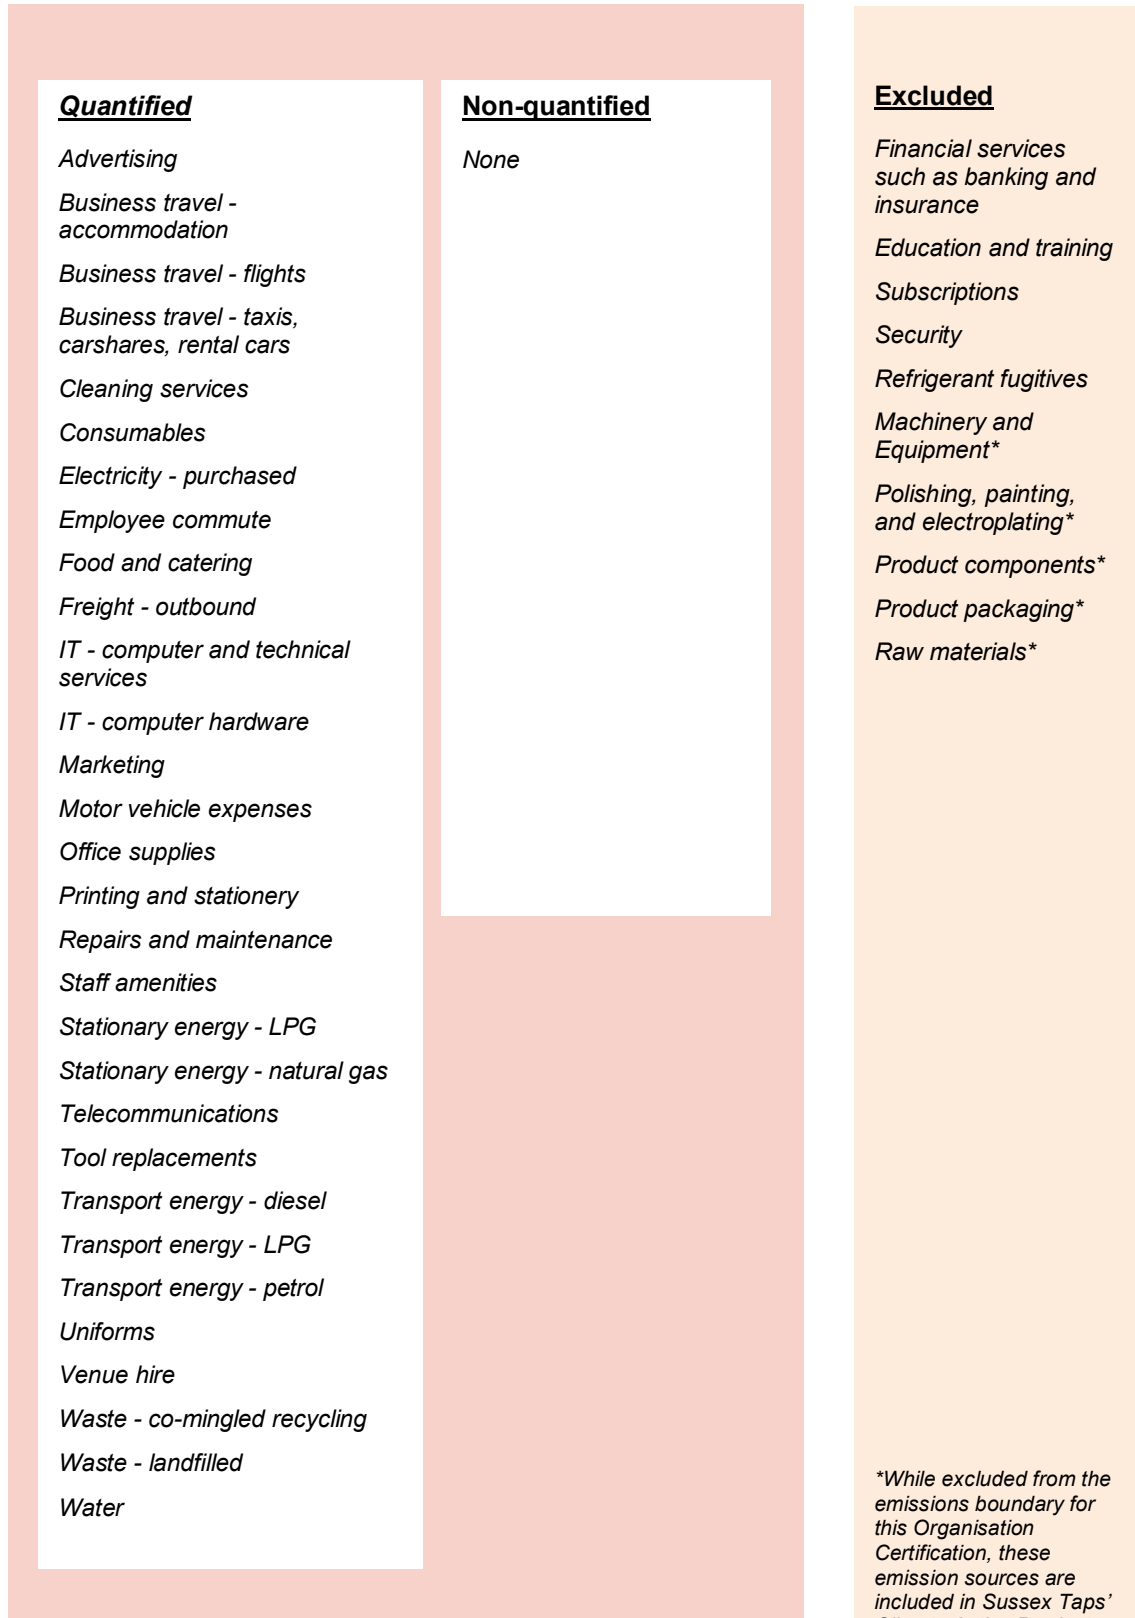 Quantified
Advertising
Business travel -
accommodation
Business travel - flights
Business travel - taxis,
carshares, rental cars
Cleaning services
Consumables
Electricity - purchased
Employee commute
Food and catering
Freight - outbound
IT - computer and technical
services
IT - computer hardware
Marketing
Motor vehicle expenses
Office supplies
Printing and stationery
Repairs and maintenance
Staff amenities
Stationary energy - LPG
Stationary energy - natural gas
Telecommunications
Tool replacements
Transport energy - diesel
Transport energy - LPG
Transport energy - petrol
Uniforms
Venue hire
Waste - co-mingled recycling
Waste - landfilled
Water
Non-quantified
None
Excluded
Financial services
such as banking and
insurance
Education and training
Subscriptions
Security
Refrigerant fugitives
Machinery and
Equipment*
Polishing, painting,
and electroplating*
Product components*
Product packaging*
Raw materials*
*While excluded from the
emissions boundary for
this Organisation
Certification, these
emission sources are
included in Sussex Taps'